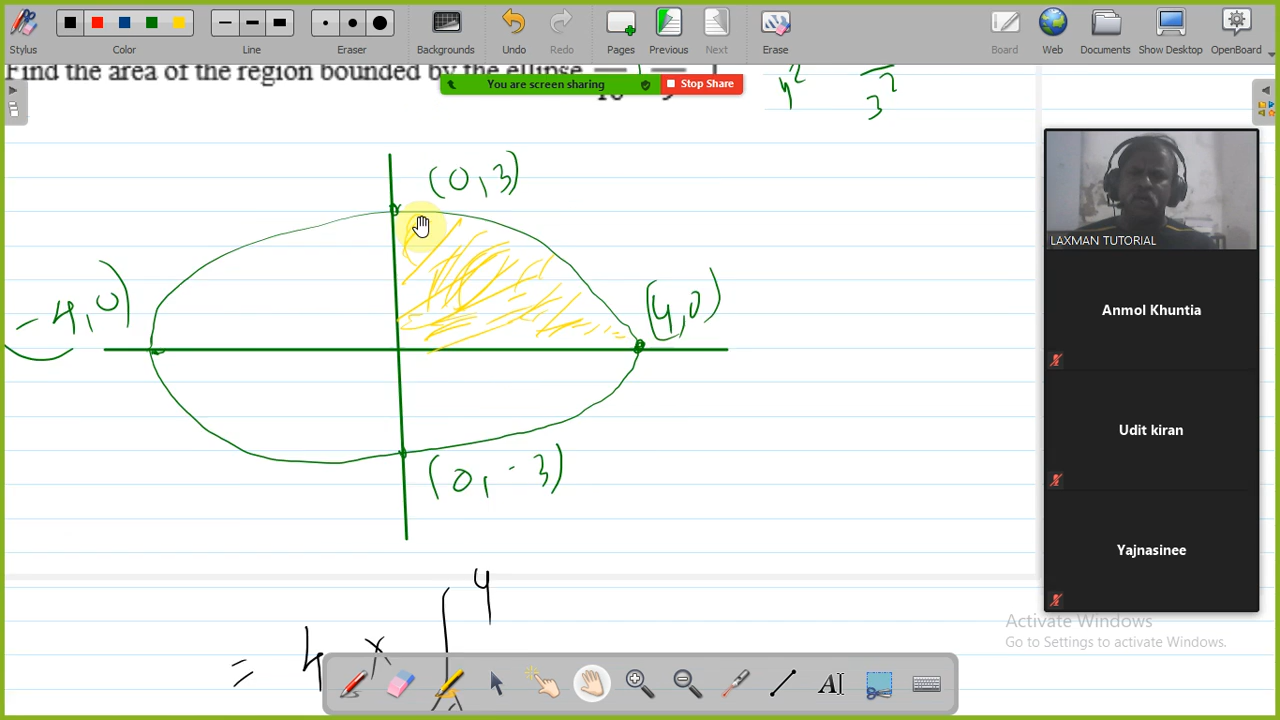 Stylus
Color
Line
Eraser
Backgrounds
Undo
Redo
Pages
Previous
Next
Erase
Board
Web
Documents
Show Desktop
OpenBoard
Find the area of the region bounded by the ellipse
You are screen sharing
Stop Share
4²
3²
(0,3)
-4,0)
(4,0)
(0,-3)
= 4 x ∫ 4
LAXMAN TUTORIAL
Anmol Khuntia
Udit kiran
Yajnasinee
Activate Windows
Go to Settings to activate Windows.